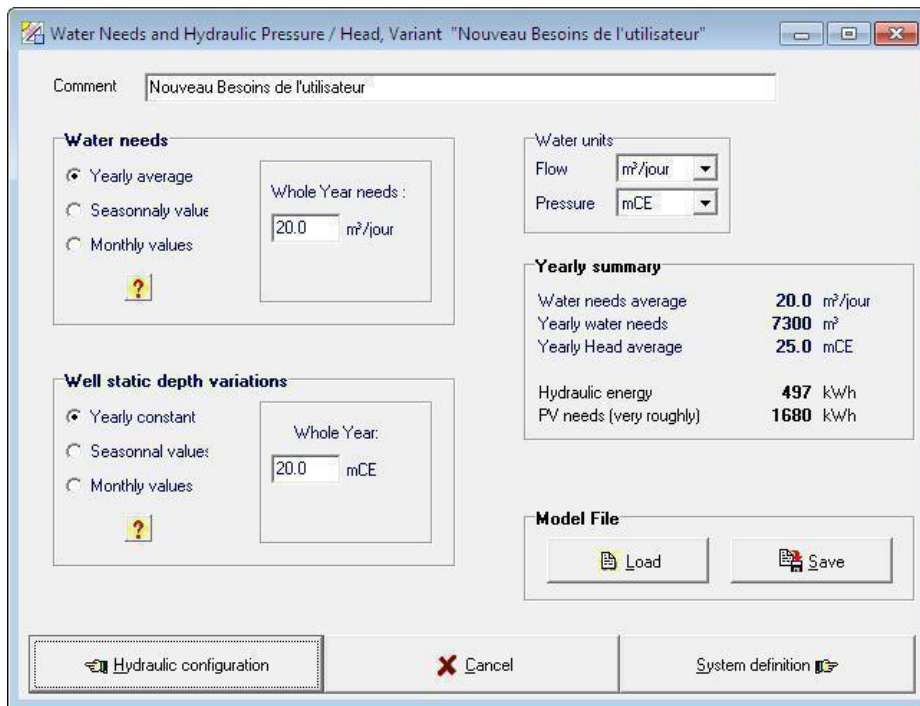 Water Needs and Hydraulic Pressure / Head, Variant "Nouveau Besoins de l'utilisateur"
Comment Nouveau Besoins de l'utilisateur
Water needs
Yearly average
Seasonnaly value
Monthly values
?
Whole Year needs :
20.0 m³/jour
Water units
Flow m³/jour
Pressure mCE
Yearly summary
Water needs average 20.0 m³/jour
Yearly water needs 7300 m³
Yearly Head average 25.0 mCE
Hydraulic energy 497 kWh
PV needs (very roughly) 1680 kWh
Well static depth variations
Yearly constant
Seasonnal values
Monthly values
?
Whole Year:
20.0 mCE
Model File
Load Save
Hydraulic configuration Cancel System definition